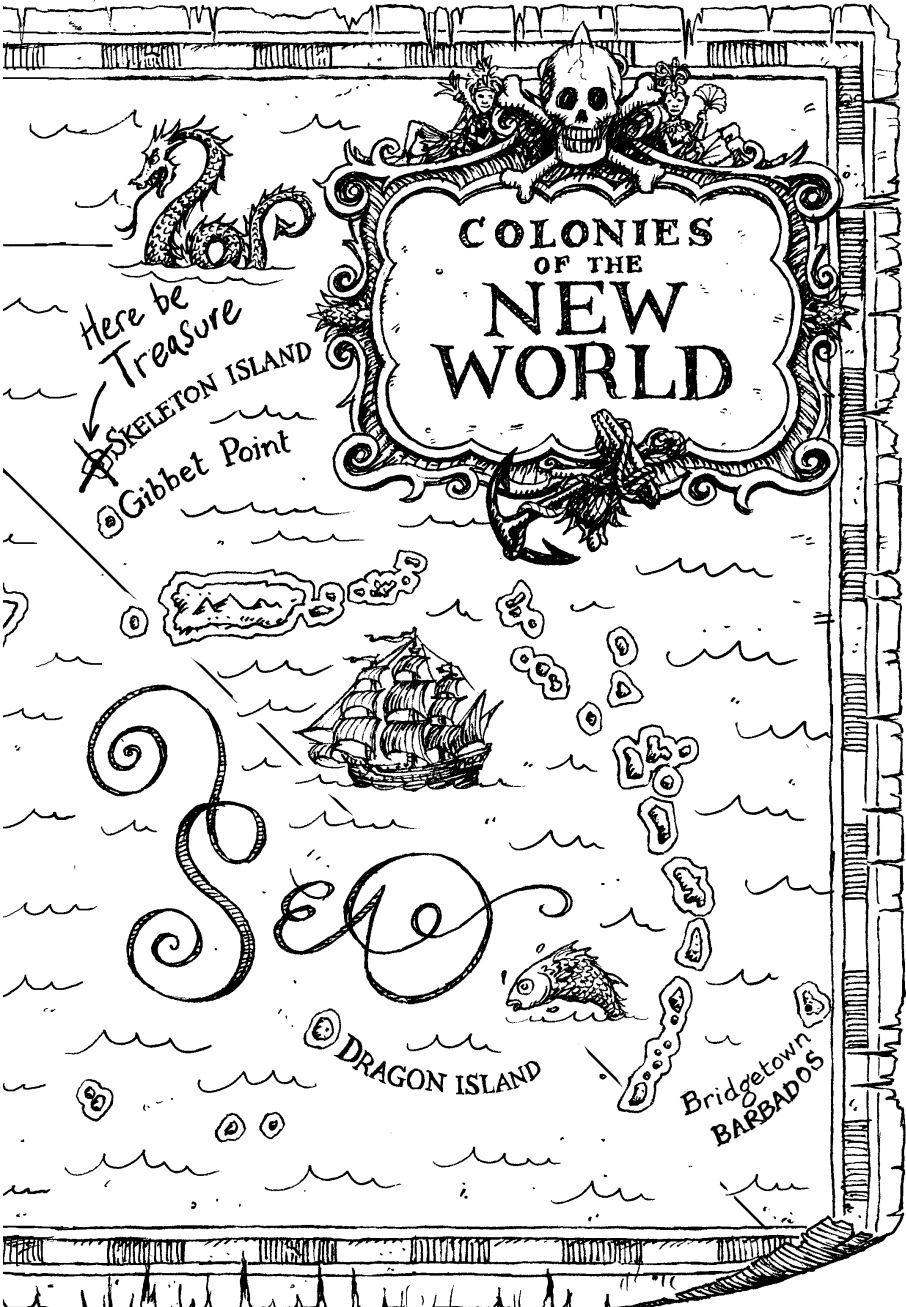 COLONIES
OF THE
NEW
WORLD
Here be
Treasure
SKELETON ISLAND
Gibbet Point
Sea
DRAGON ISLAND
Bridgetown
BARBADOS